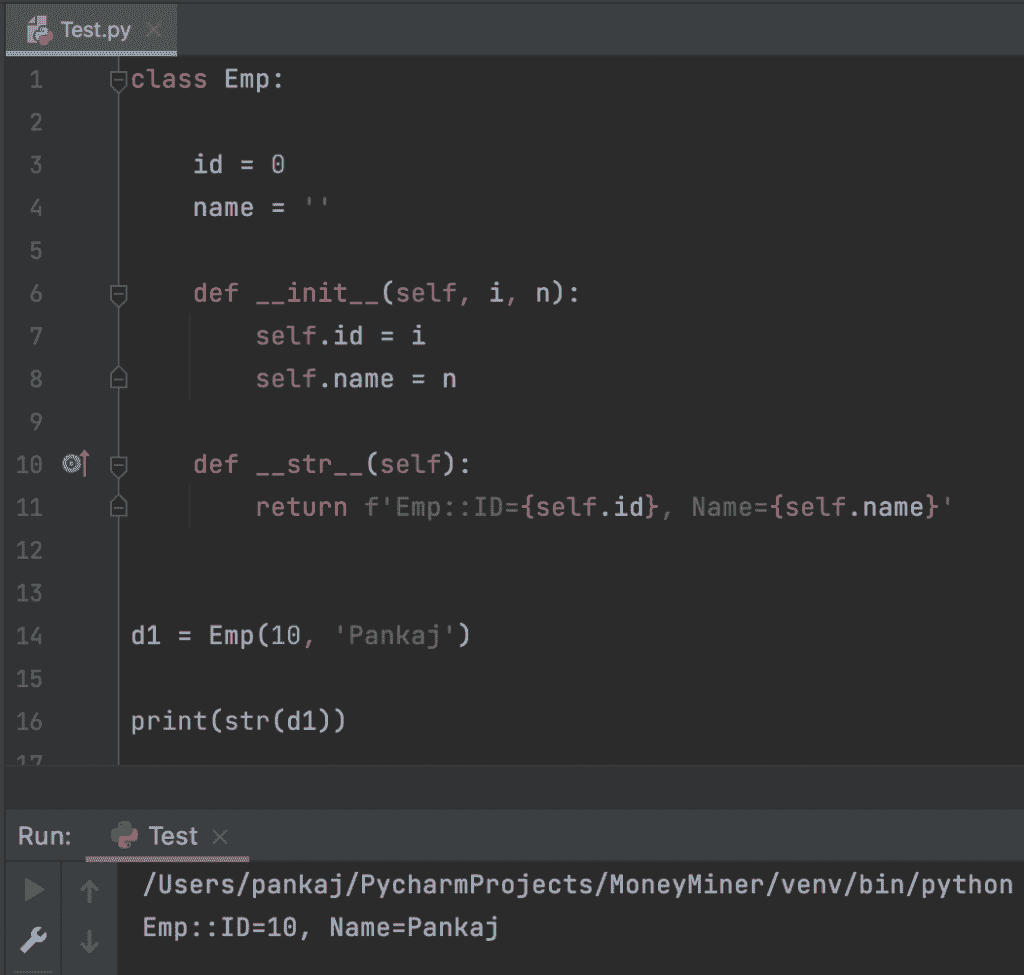 Test.py
1 class Emp:
2
3 id = 0
4 name = ''
5
6 def __init__(self, i, n):
7 self.id = i
8 self.name = n
9
10 def __str__(self):
11 return f'Emp::ID={self.id}, Name={self.name}'
12
13
14 d1 = Emp(10, 'Pankaj')
15
16 print(str(d1))
17
Run: Test
/Users/pankaj/PycharmProjects/MoneyMiner/venv/bin/python
Emp::ID=10, Name=Pankaj